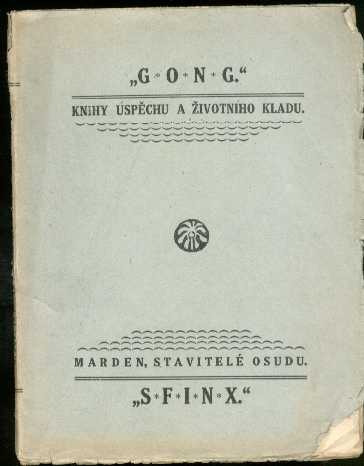 „G * O * N * G.“
KNIHY ÚSPĚCHU A ŽIVOTNÍHO KLADU.
MARDEN, STAVITELÉ OSUDU.
„S * F * I * N * X.“